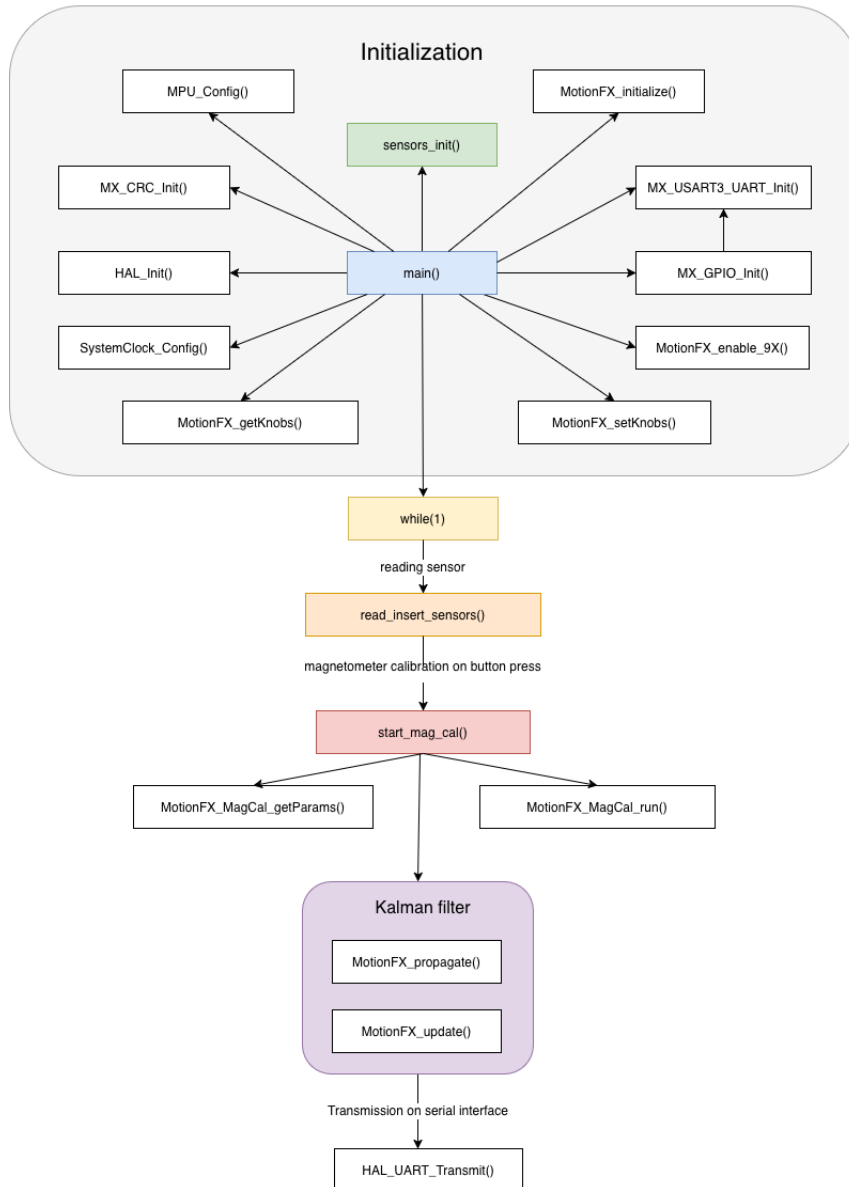 Initialization
MPU_Config()
MotionFX_initialize()
sensors_init()
MX_CRC_Init()
MX_USART3_UART_Init()
HAL_Init()
main()
MX_GPIO_Init()
SystemClock_Config()
MotionFX_enable_9X()
MotionFX_getKnobs()
MotionFX_setKnobs()
while(1)
reading sensor
read_insert_sensors()
magnetometer calibration on button press
start_mag_cal()
MotionFX_MagCal_getParams()
MotionFX_MagCal_run()
Kalman filter
MotionFX_propagate()
MotionFX_update()
Transmission on serial interface
HAL_UART_Transmit()